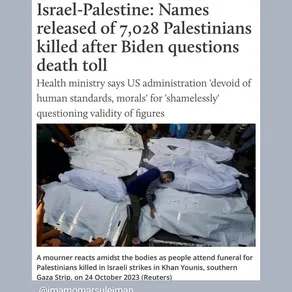 Israel-Palestine: Names
released of 7,028 Palestinians
killed after Biden questions
death toll
Health ministry says US administration 'devoid of
human standards, morals' for 'shamelessly'
questioning validity of figures
A mourner reacts amidst the bodies as people attend funeral for
Palestinians killed in Israeli strikes in Khan Younis, southern
Gaza Strip, on 24 October 2023 (Reuters)
@imamomarsuleiman